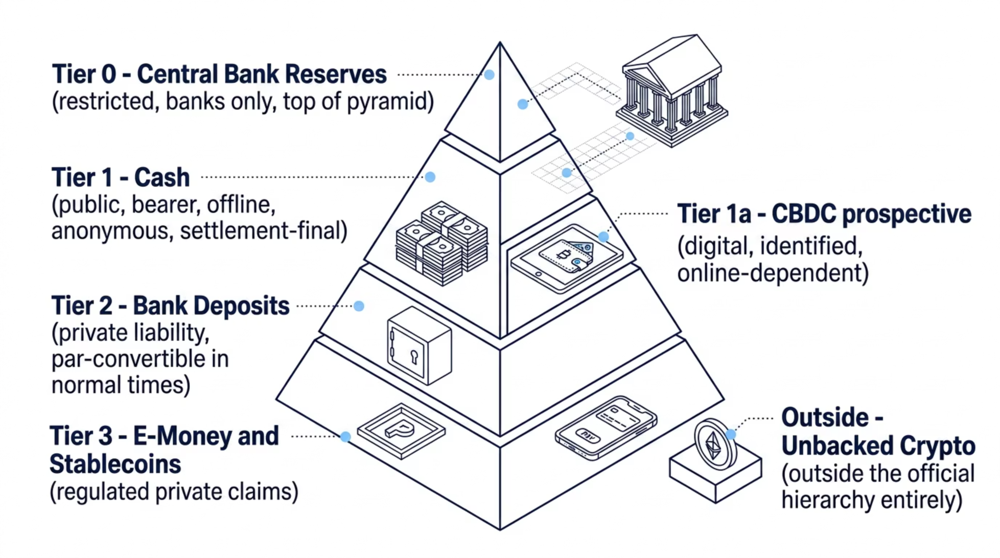 Tier 0 - Central Bank Reserves
(restricted, banks only, top of pyramid)
Tier 1 - Cash
(public, bearer, offline,
anonymous, settlement-final)
Tier 1a - CBDC prospective
(digital, identified,
online-dependent)
Tier 2 - Bank Deposits
(private liability,
par-convertible in
normal times)
Tier 3 - E-Money and
Stablecoins
(regulated private claims)
Outside -
Unbacked Crypto
(outside the official
hierarchy entirely)